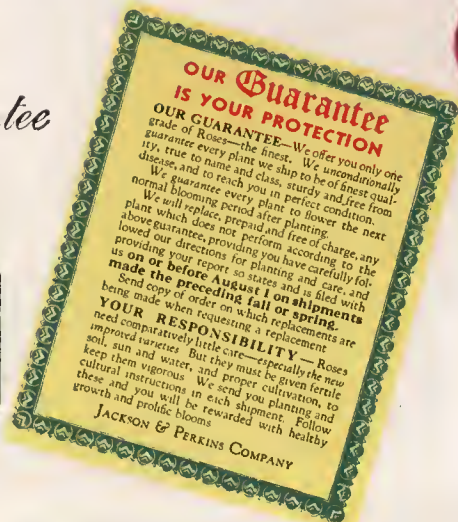 tee
OUR Guarantee
IS YOUR PROTECTION
OUR GUARANTEE—We offer you only one
grade of Roses—the finest. We unconditionally
guarantee every plant we ship to be of finest qual-
ity, true to name and class, sturdy and free from
disease, and to reach you in perfect condition.
We guarantee every plant to flower the next
normal blooming period after planting.
We will replace, prepaid and free of charge, any
plant which does not perform according to the
above guarantee, providing you have carefully fol-
lowed our directions for planting and care, and
providing your report so states and is filed with
us on or before August 1 on shipments
made the preceding fall or spring.
Send copy of order on which replacements are
being made when requesting a replacement
YOUR RESPONSIBILITY—Roses
need comparatively little care—especially the new
improved varieties But they must be given fertile
soil, sun and water, and proper cultivation, to
keep them vigorous. We send you planting and
cultural instructions in each shipment. Follow
these and you will be rewarded with healthy
growth and prolific blooms
JACKSON & PERKINS COMPANY